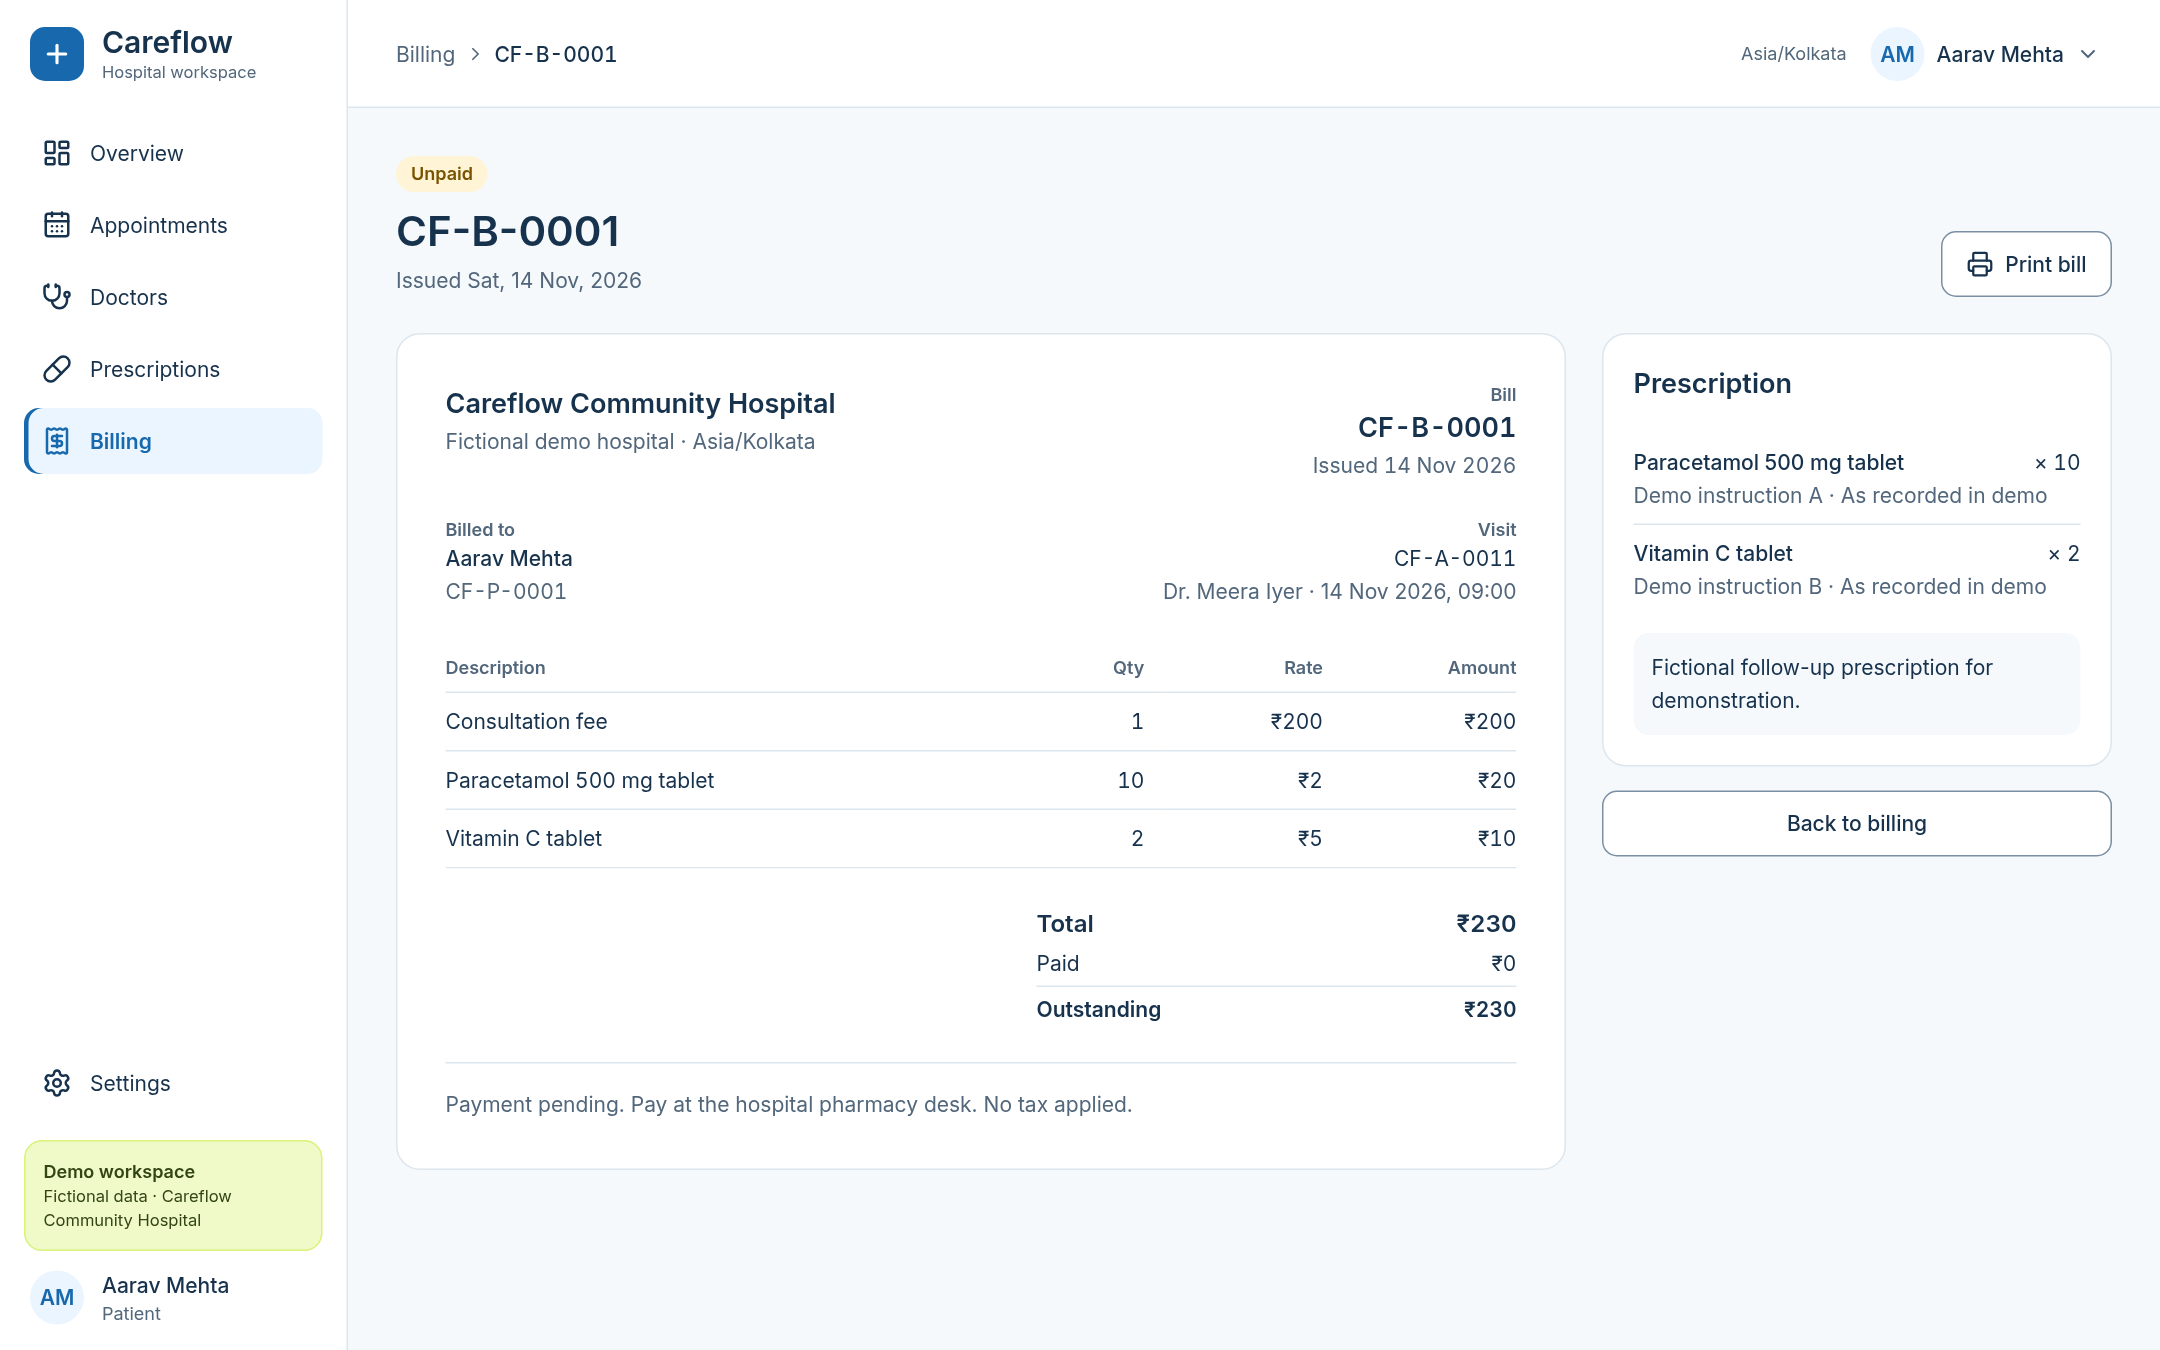 Careflow
Hospital workspace
Overview
Appointments
Doctors
Prescriptions
Billing
Settings
Demo workspace
Fictional data · Careflow
Community Hospital
AM
Aarav Mehta
Patient
Billing > CF-B-0001
Asia/Kolkata AM Aarav Mehta
Unpaid
CF-B-0001
Issued Sat, 14 Nov, 2026
Print bill
Careflow Community Hospital
Fictional demo hospital · Asia/Kolkata
Bill
CF-B-0001
Issued 14 Nov 2026
Billed to
Aarav Mehta
CF-P-0001
Visit
CF-A-0011
Dr. Meera Iyer · 14 Nov 2026, 09:00
Description Qty Rate Amount
Consultation fee 1 ₹200 ₹200
Paracetamol 500 mg tablet 10 ₹2 ₹20
Vitamin C tablet 2 ₹5 ₹10
Total ₹230
Paid ₹0
Outstanding ₹230
Payment pending. Pay at the hospital pharmacy desk. No tax applied.
Prescription
Paracetamol 500 mg tablet × 10
Demo instruction A · As recorded in demo
Vitamin C tablet × 2
Demo instruction B · As recorded in demo
Fictional follow-up prescription for
demonstration.
Back to billing